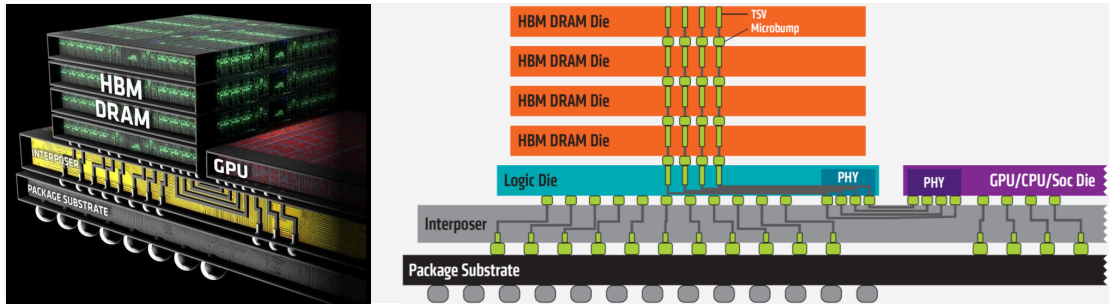 HBM
DRAM
GPU
INTERPOSER
PACKAGE SUBSTRATE
HBM DRAM Die
TSV
Microbump
HBM DRAM Die
HBM DRAM Die
HBM DRAM Die
Logic Die
PHY
PHY
GPU/CPU/Soc Die
Interposer
Package Substrate